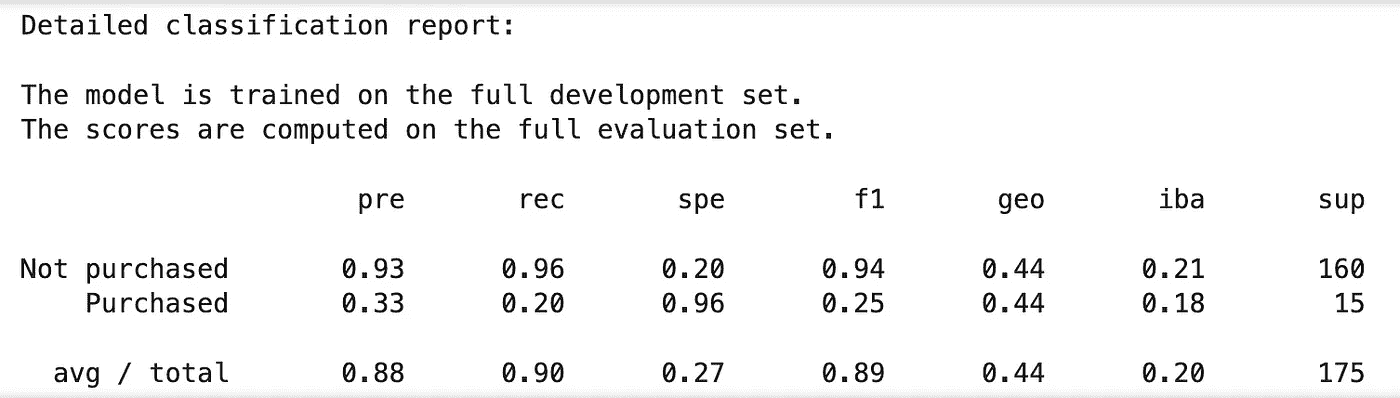 Detailed classification report:
The model is trained on the full development set.
The scores are computed on the full evaluation set.
pre rec spe f1 geo iba sup
Not purchased 0.93 0.96 0.20 0.94 0.44 0.21 160
Purchased 0.33 0.20 0.96 0.25 0.44 0.18 15
avg / total 0.88 0.90 0.27 0.89 0.44 0.20 175